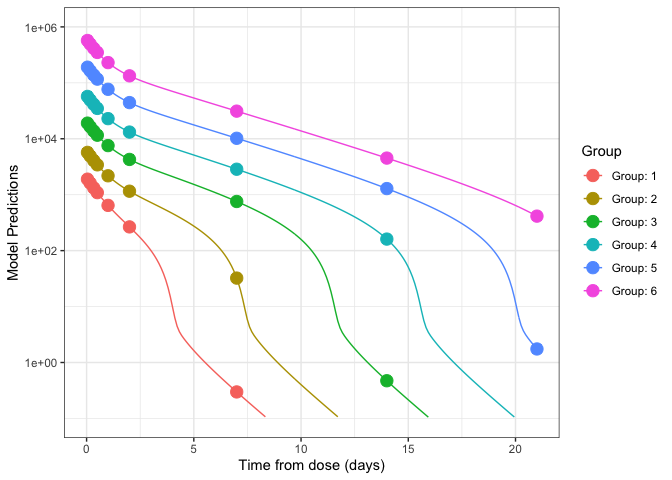 1e+06
1e+04
1e+02
1e+00
Model Predictions
0
5
10
15
20
Time from dose (days)
Group
Group: 1
Group: 2
Group: 3
Group: 4
Group: 5
Group: 6